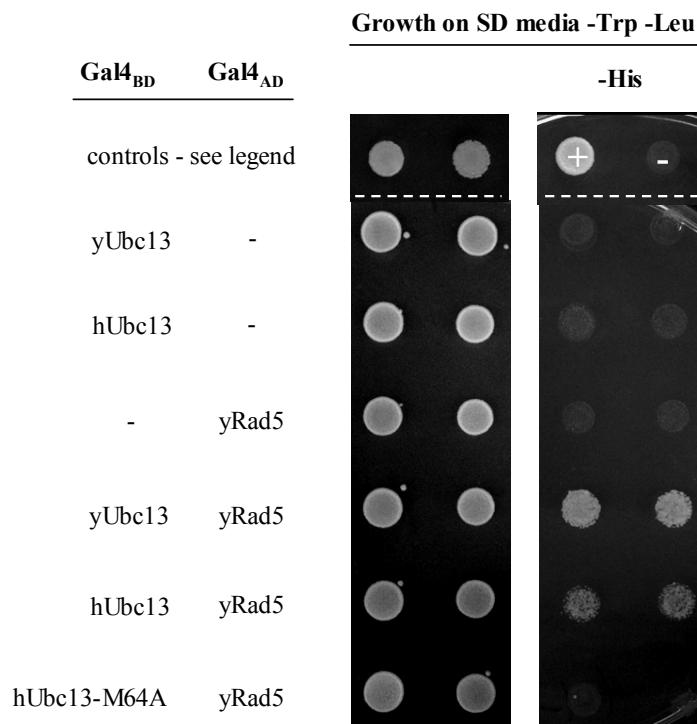 Growth on SD media -Trp -Leu
Gal4BD Gal4AD -His
controls - see legend + -
yUbc13 -
hUbc13 -
- yRad5
yUbc13 yRad5
hUbc13 yRad5
hUbc13-M64A yRad5